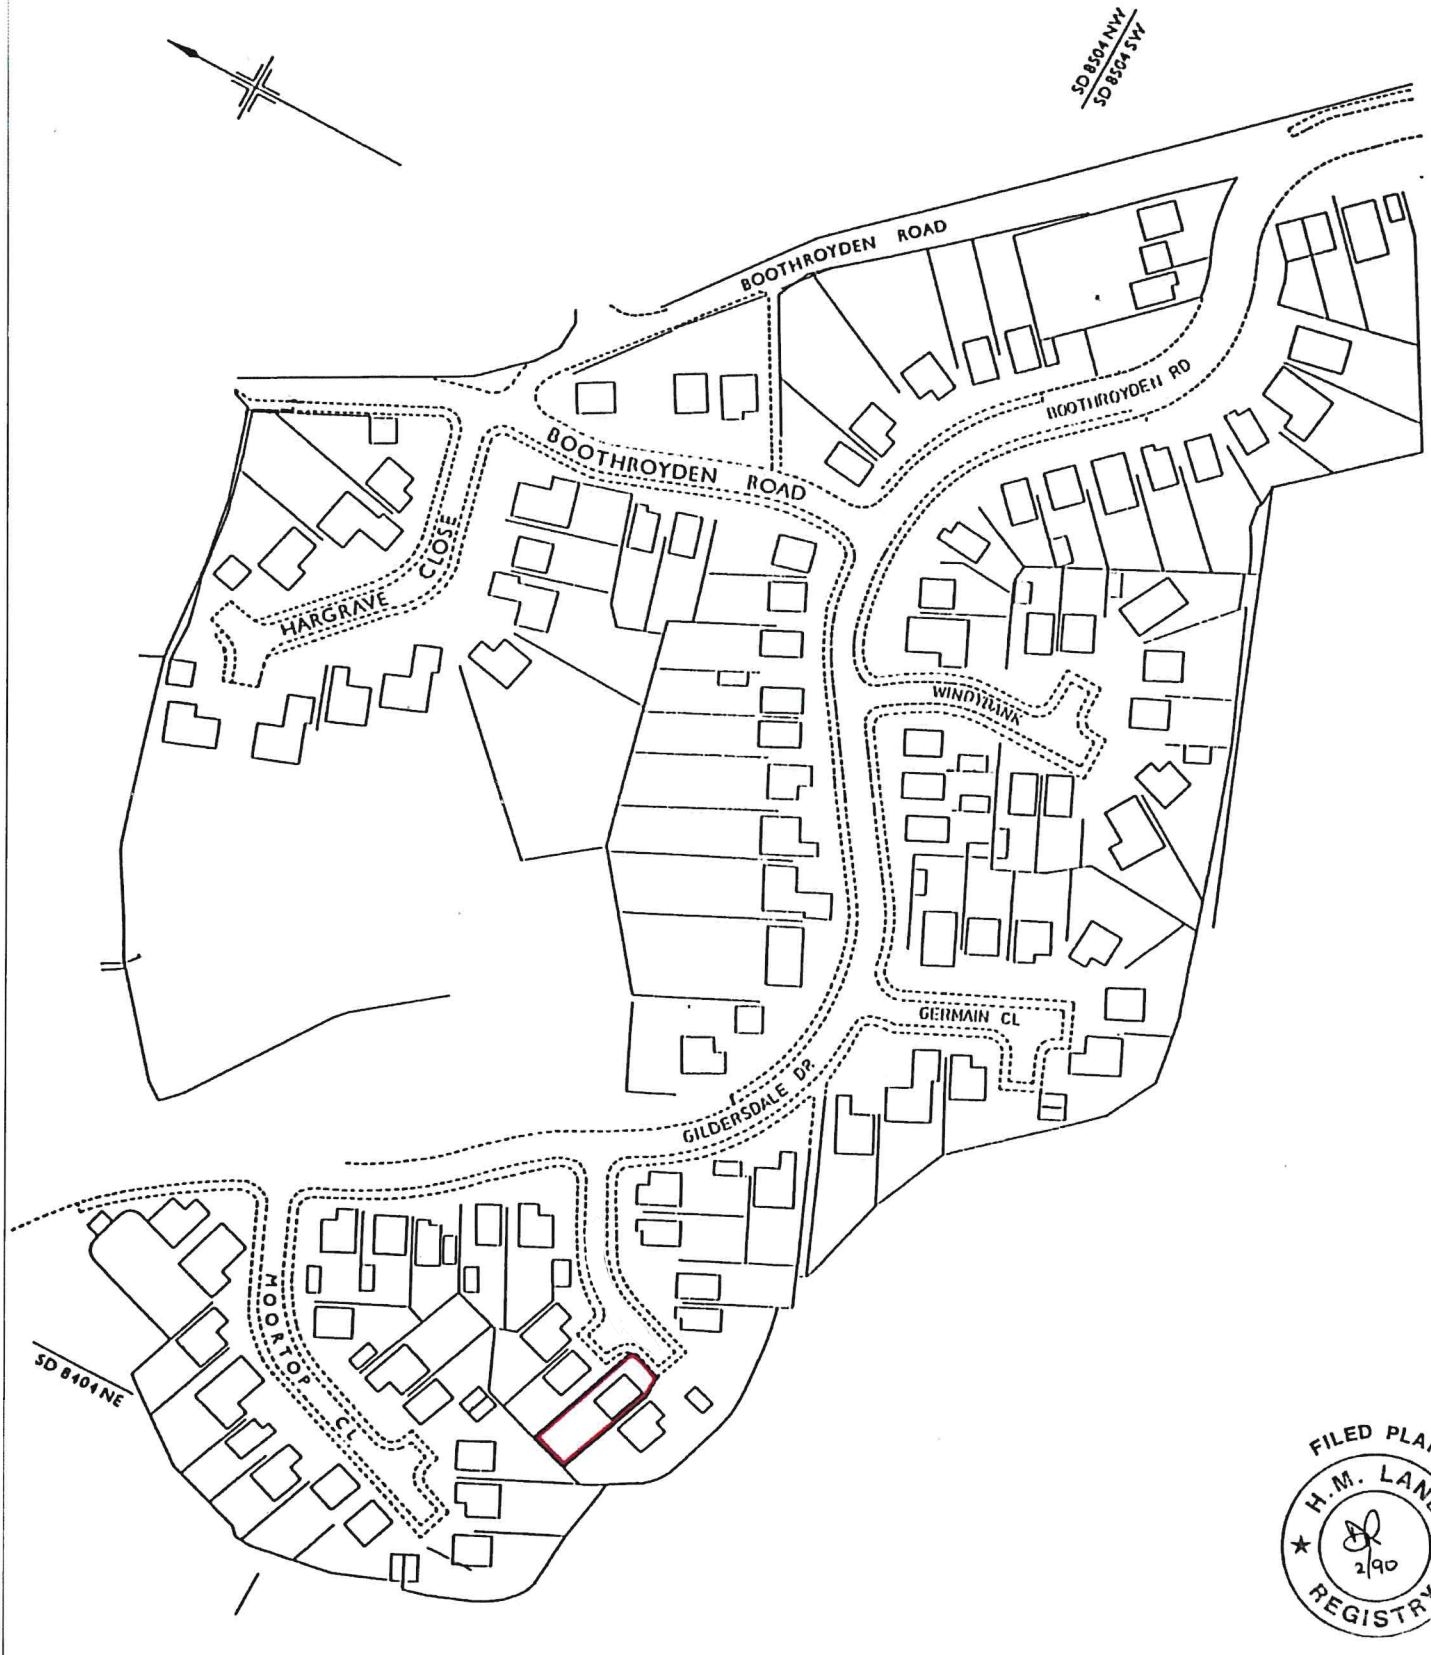 SD 8504 NW
SD 8504 SW
BOOTHROYDEN ROAD
BOOTHROYDEN RD
BOOTHROYDEN ROAD
HARGRAVE CLOSE
WINDYBANK
GERMAIN CL
GILDERSDALE DR
MOORTOP CL
SD 8404 NE
FILED PLA
H.M. LAN
2/90
REGISTRY